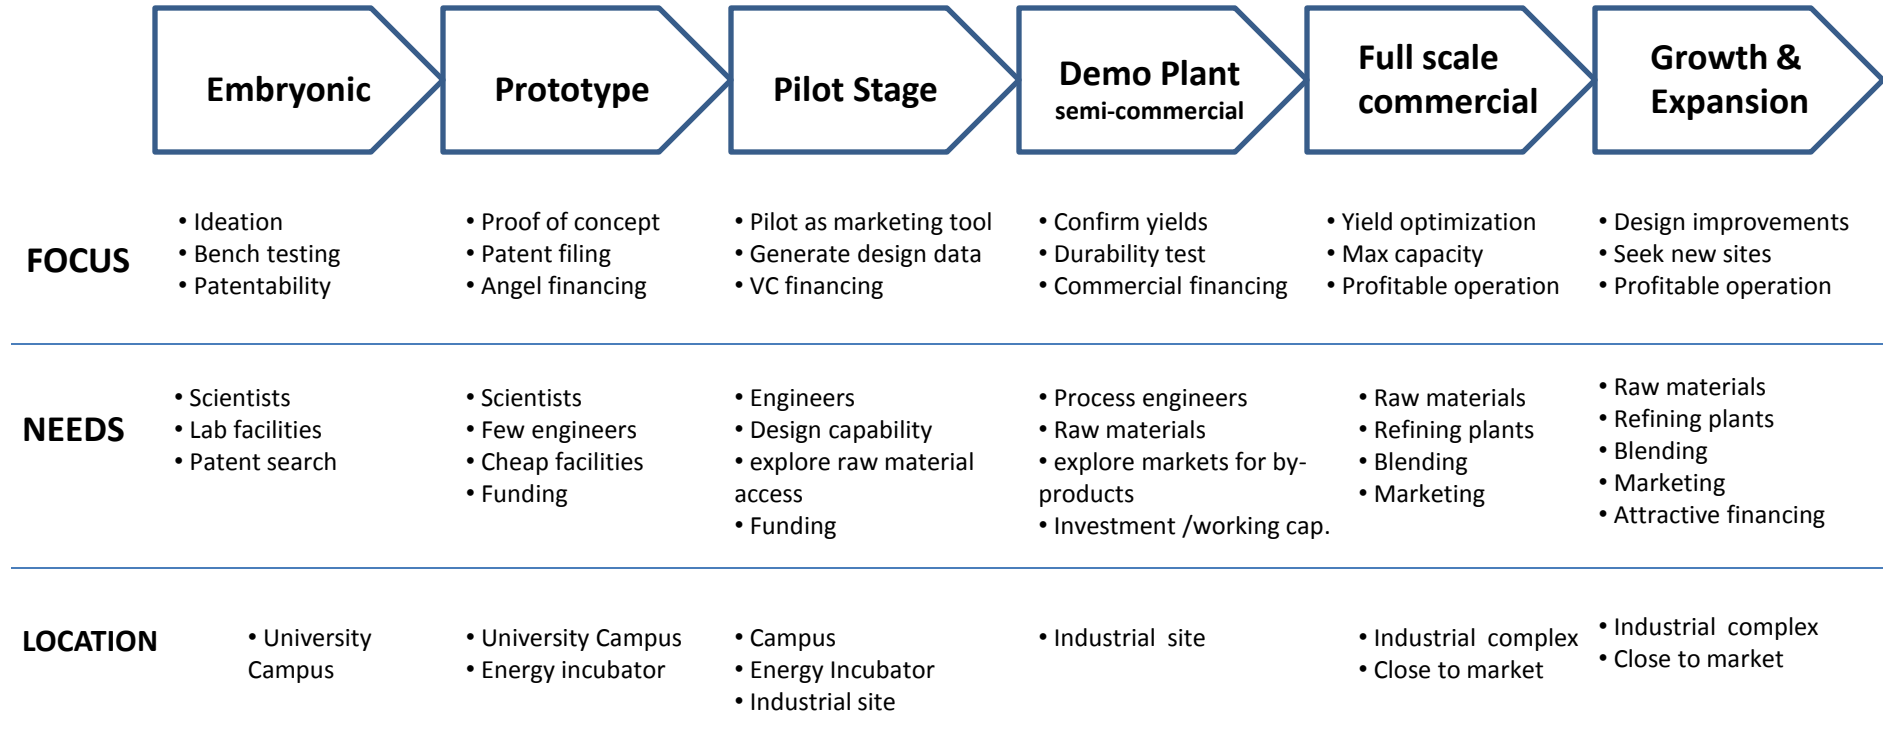 Embryonic
Prototype
Pilot Stage
Demo Plant
semi-commercial
Full scale
commercial
Growth &
Expansion
FOCUS
• Ideation
• Bench testing
• Patentability
• Proof of concept
• Patent filing
• Angel financing
• Pilot as marketing tool
• Generate design data
• VC financing
• Confirm yields
• Durability test
• Commercial financing
• Yield optimization
• Max capacity
• Profitable operation
• Design improvements
• Seek new sites
• Profitable operation
NEEDS
• Scientists
• Lab facilities
• Patent search
• Scientists
• Few engineers
• Cheap facilities
• Funding
• Engineers
• Design capability
• explore raw material
access
• Funding
• Process engineers
• Raw materials
• explore markets for by-
products
• Investment /working cap.
• Raw materials
• Refining plants
• Blending
• Marketing
• Raw materials
• Refining plants
• Blending
• Marketing
• Attractive financing
LOCATION
• University
Campus
• University Campus
• Energy incubator
• Campus
• Energy Incubator
• Industrial site
• Industrial site
• Industrial complex
• Close to market
• Industrial complex
• Close to market